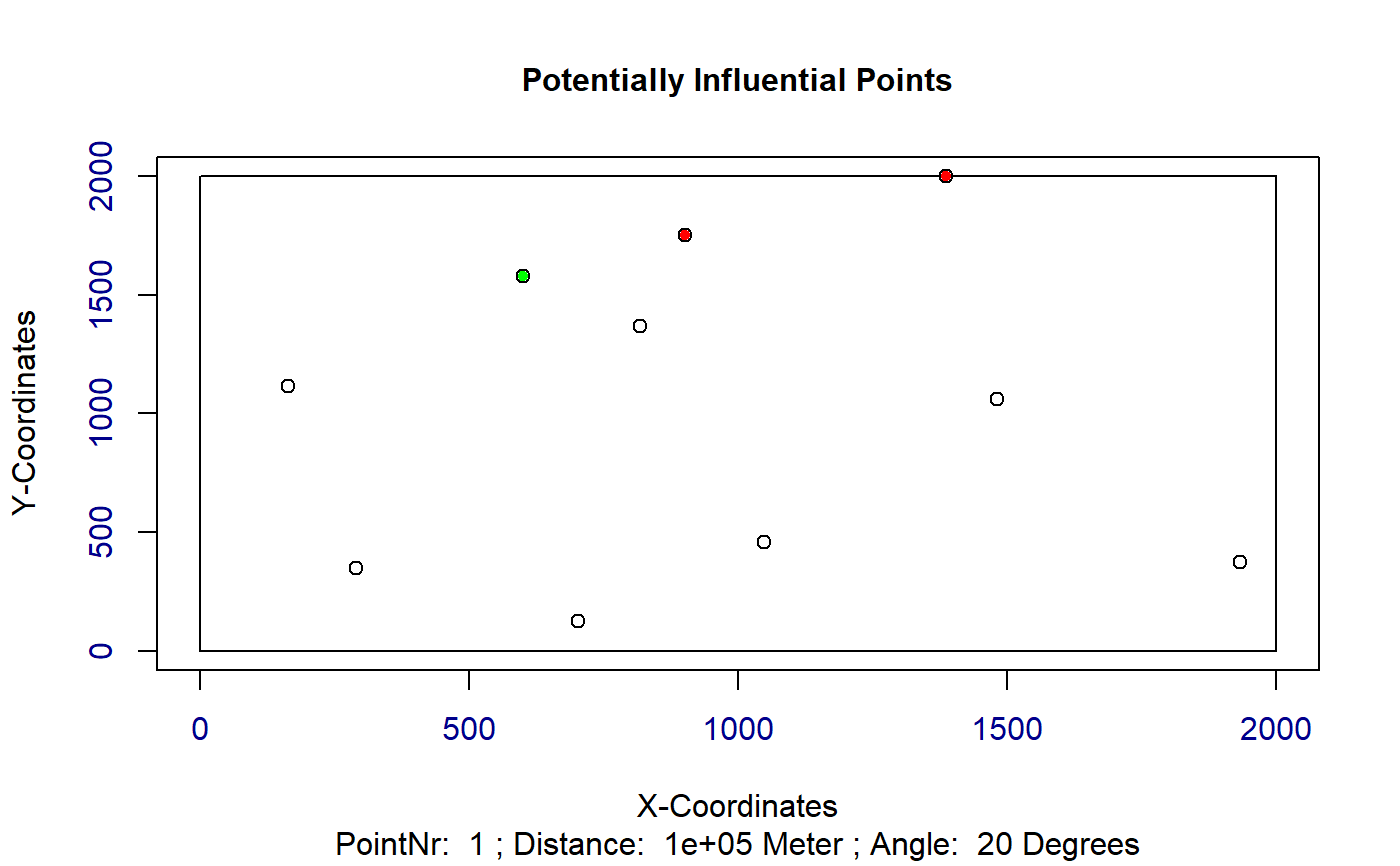 Potentially Influential Points
2000
1500
1000
500
0
Y-Coordinates
0 500 1000 1500 2000
X-Coordinates
PointNr:  1 ; Distance:  1e+05 Meter ; Angle:  20 Degrees